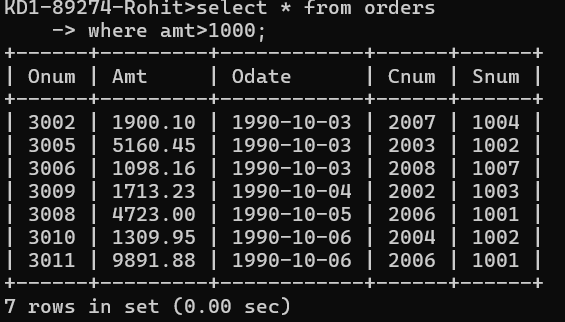 KD1-89274-Rohit>select * from orders
    -> where amt>1000;
+------+---------+------------+------+------+
| Onum | Amt     | Odate      | Cnum | Snum |
+------+---------+------------+------+------+
| 3002 | 1900.10 | 1990-10-03 | 2007 | 1004 |
| 3005 | 5160.45 | 1990-10-03 | 2003 | 1002 |
| 3006 | 1098.16 | 1990-10-03 | 2008 | 1007 |
| 3009 | 1713.23 | 1990-10-04 | 2002 | 1003 |
| 3008 | 4723.00 | 1990-10-05 | 2006 | 1001 |
| 3010 | 1309.95 | 1990-10-06 | 2004 | 1002 |
| 3011 | 9891.88 | 1990-10-06 | 2006 | 1001 |
+------+---------+------------+------+------+
7 rows in set (0.00 sec)